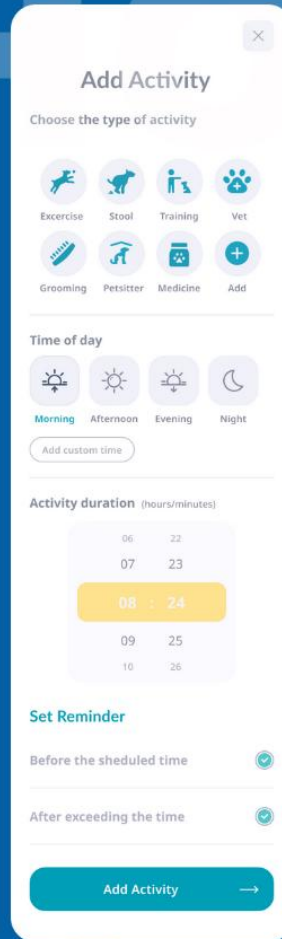 Add Activity
Choose the type of activity
Excercise Stool Training Vet
Grooming Petsitter Medicine Add
Time of day
Morning Afternoon Evening Night
Add custom time
Activity duration (hours/minutes)
06 22
07 23
08 : 24
09 25
10 26
Set Reminder
Before the sheduled time
After exceeding the time
Add Activity